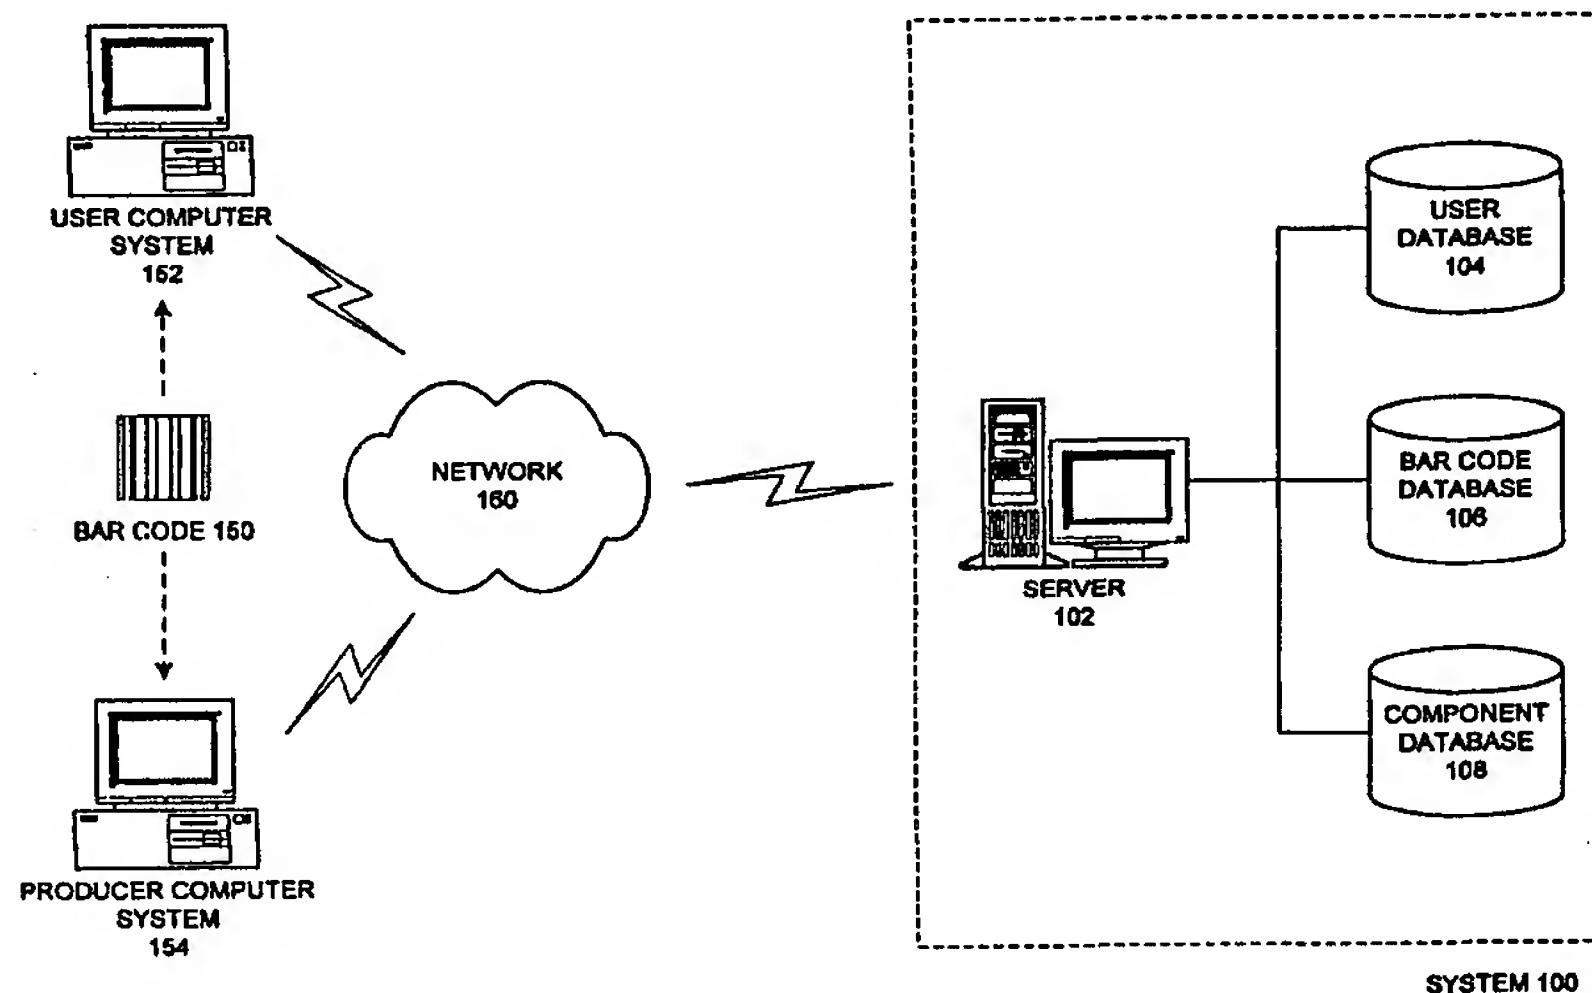 USER COMPUTER
SYSTEM
152
BAR CODE 150
PRODUCER COMPUTER
SYSTEM
154
NETWORK
160
SERVER
102
USER
DATABASE
104
BAR CODE
DATABASE
106
COMPONENT
DATABASE
108
SYSTEM 100